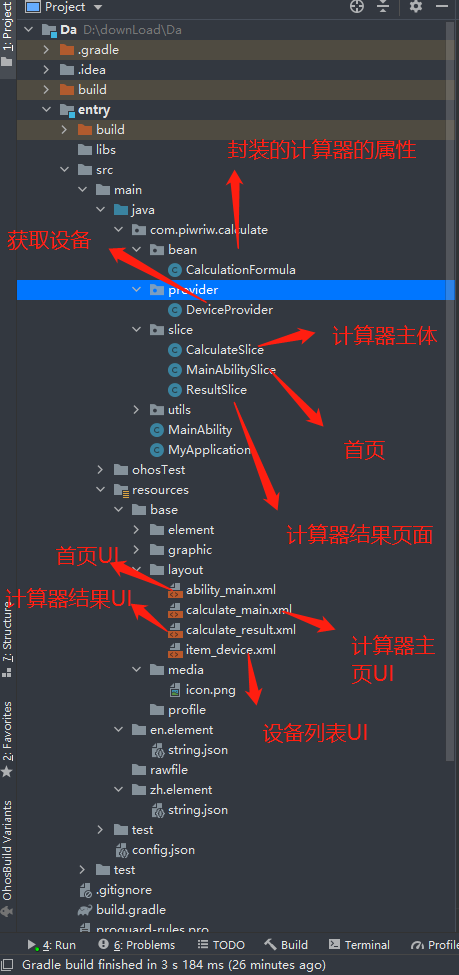 Project
1: Project
Da D:\downLoad\Da
.gradle
.idea
build
entry
build
libs
封装的计算器的属性
src
main
java
com.piwriw.calculate
获取设备
bean
CalculationFormula
provider
DeviceProvider
slice
计算器主体
CalculateSlice
MainAbilitySlice
ResultSlice
utils
MainAbility
首页
MyApplication
ohosTest
resources
base
计算器结果页面
element
graphic
首页UI
layout
ability_main.xml
计算器结果UI
calculate_main.xml
calculate_result.xml
计算器主
页UI
item_device.xml
7: Structure
media
icon.png
profile
设备列表UI
en.element
2: Favorites
string.json
rawfile
zh.element
string.json
OhosBuild Variants
test
config.json
test
.gitignore
build.gradle
proguard-rules.pro
4: Run
6: Problems
TODO
Build
Terminal
Profile
Gradle build finished in 3 s 184 ms (26 minutes ago)